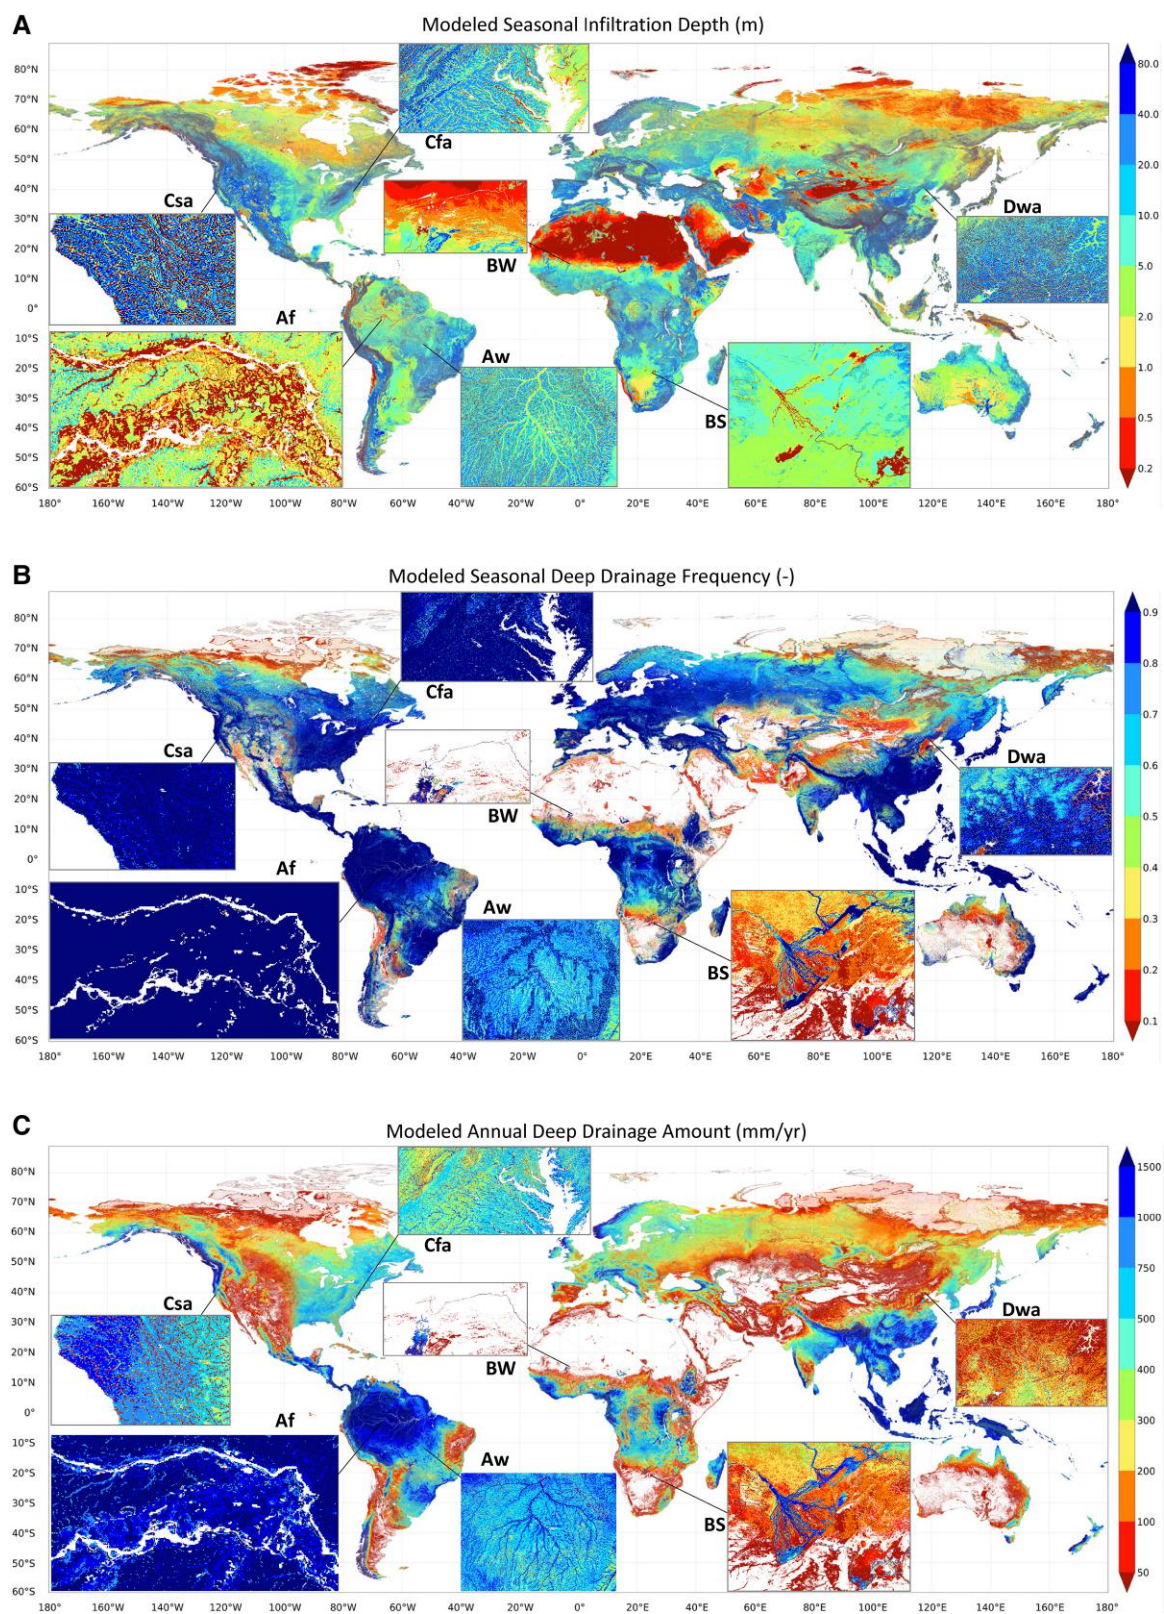 A
Modeled Seasonal Infiltration Depth (m)
80°N
70°N
60°N
50°N
40°N
30°N
20°N
10°N
0°
10°S
20°S
30°S
40°S
50°S
60°S
Cfa
Csa
BW
Dwa
Af
Aw
BS
80.0
40.0
20.0
10.0
5.0
2.0
1.0
0.5
0.2
180° 160°W 140°W 120°W 100°W 80°W 60°W 40°W 20°W 0° 20°E 40°E 60°E 80°E 100°E 120°E 140°E 160°E 180°
B
Modeled Seasonal Deep Drainage Frequency (-)
80°N
70°N
60°N
50°N
40°N
30°N
20°N
10°N
0°
10°S
20°S
30°S
40°S
50°S
60°S
Cfa
Csa
BW
Dwa
Af
Aw
BS
0.9
0.8
0.7
0.6
0.5
0.4
0.3
0.2
0.1
180° 160°W 140°W 120°W 100°W 80°W 60°W 40°W 20°W 0° 20°E 40°E 60°E 80°E 100°E 120°E 140°E 160°E 180°
C
Modeled Annual Deep Drainage Amount (mm/yr)
80°N
70°N
60°N
50°N
40°N
30°N
20°N
10°N
0°
10°S
20°S
30°S
40°S
50°S
60°S
Cfa
Csa
BW
Dwa
Af
Aw
BS
1500
1000
750
500
400
300
200
100
50
180° 160°W 140°W 120°W 100°W 80°W 60°W 40°W 20°W 0° 20°E 40°E 60°E 80°E 100°E 120°E 140°E 160°E 180°